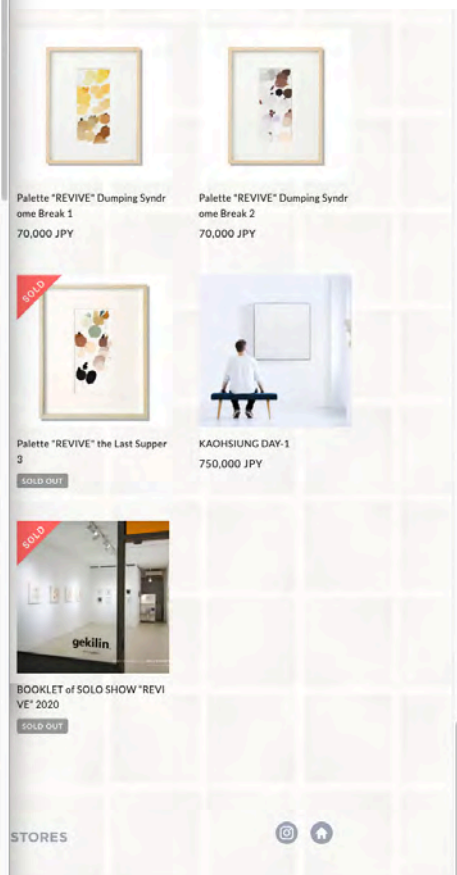 Palette "REVIVE" Dumping Syndr
ome Break 1
70,000 JPY
Palette "REVIVE" Dumping Syndr
ome Break 2
70,000 JPY
SOLD
Palette "REVIVE" the Last Supper
3
SOLD OUT
KAOHSIUNG DAY-1
750,000 JPY
SOLD
gekilin.
BOOKLET of SOLO SHOW "REVI
VE" 2020
SOLD OUT
STORES